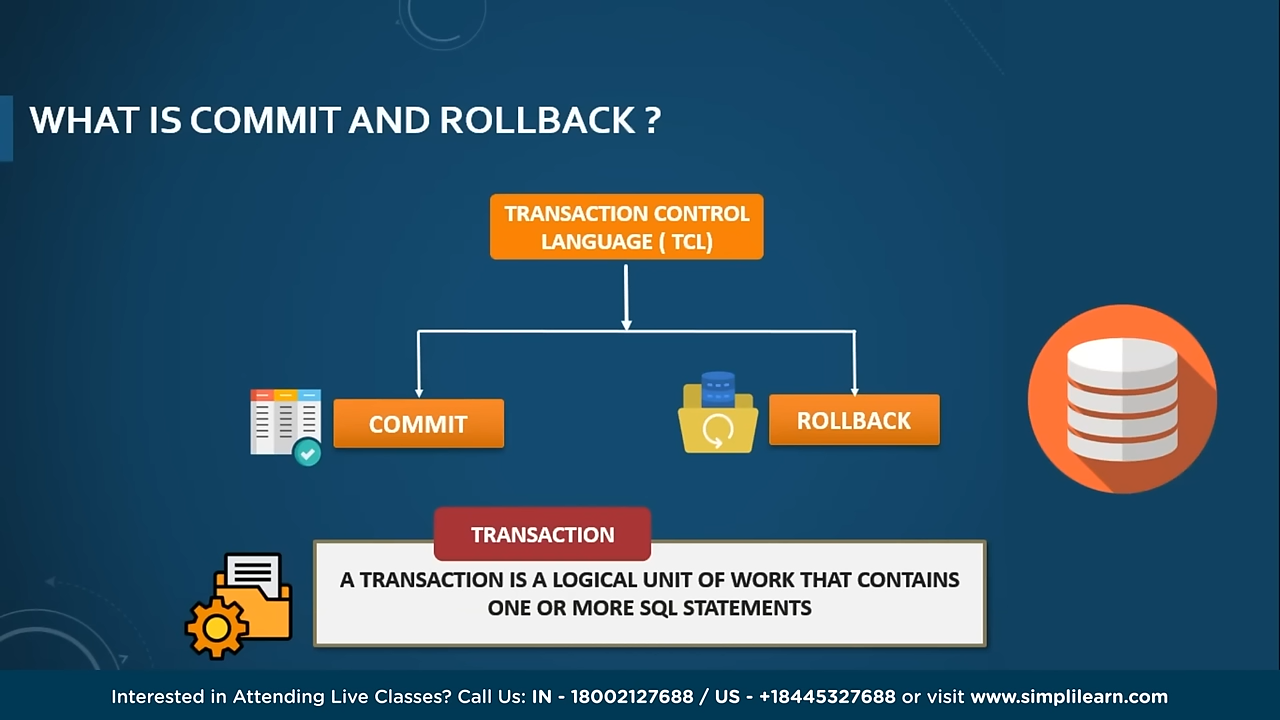 WHAT IS COMMIT AND ROLLBACK ?
TRANSACTION CONTROL
LANGUAGE ( TCL)
COMMIT
ROLLBACK
TRANSACTION
A TRANSACTION IS A LOGICAL UNIT OF WORK THAT CONTAINS
ONE OR MORE SQL STATEMENTS
Interested in Attending Live Classes? Call Us: IN - 18002127688 / US - +18445327688 or visit www.simplilearn.com